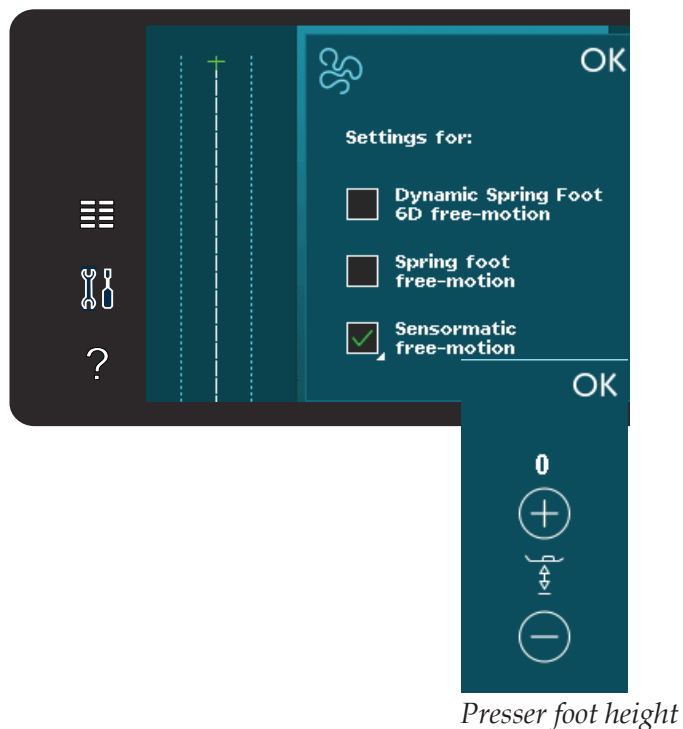 OK
Settings for:
Dynamic Spring Foot
6D free-motion
Spring foot
free-motion
Sensormatic
free-motion
?
OK
0
Presser foot height